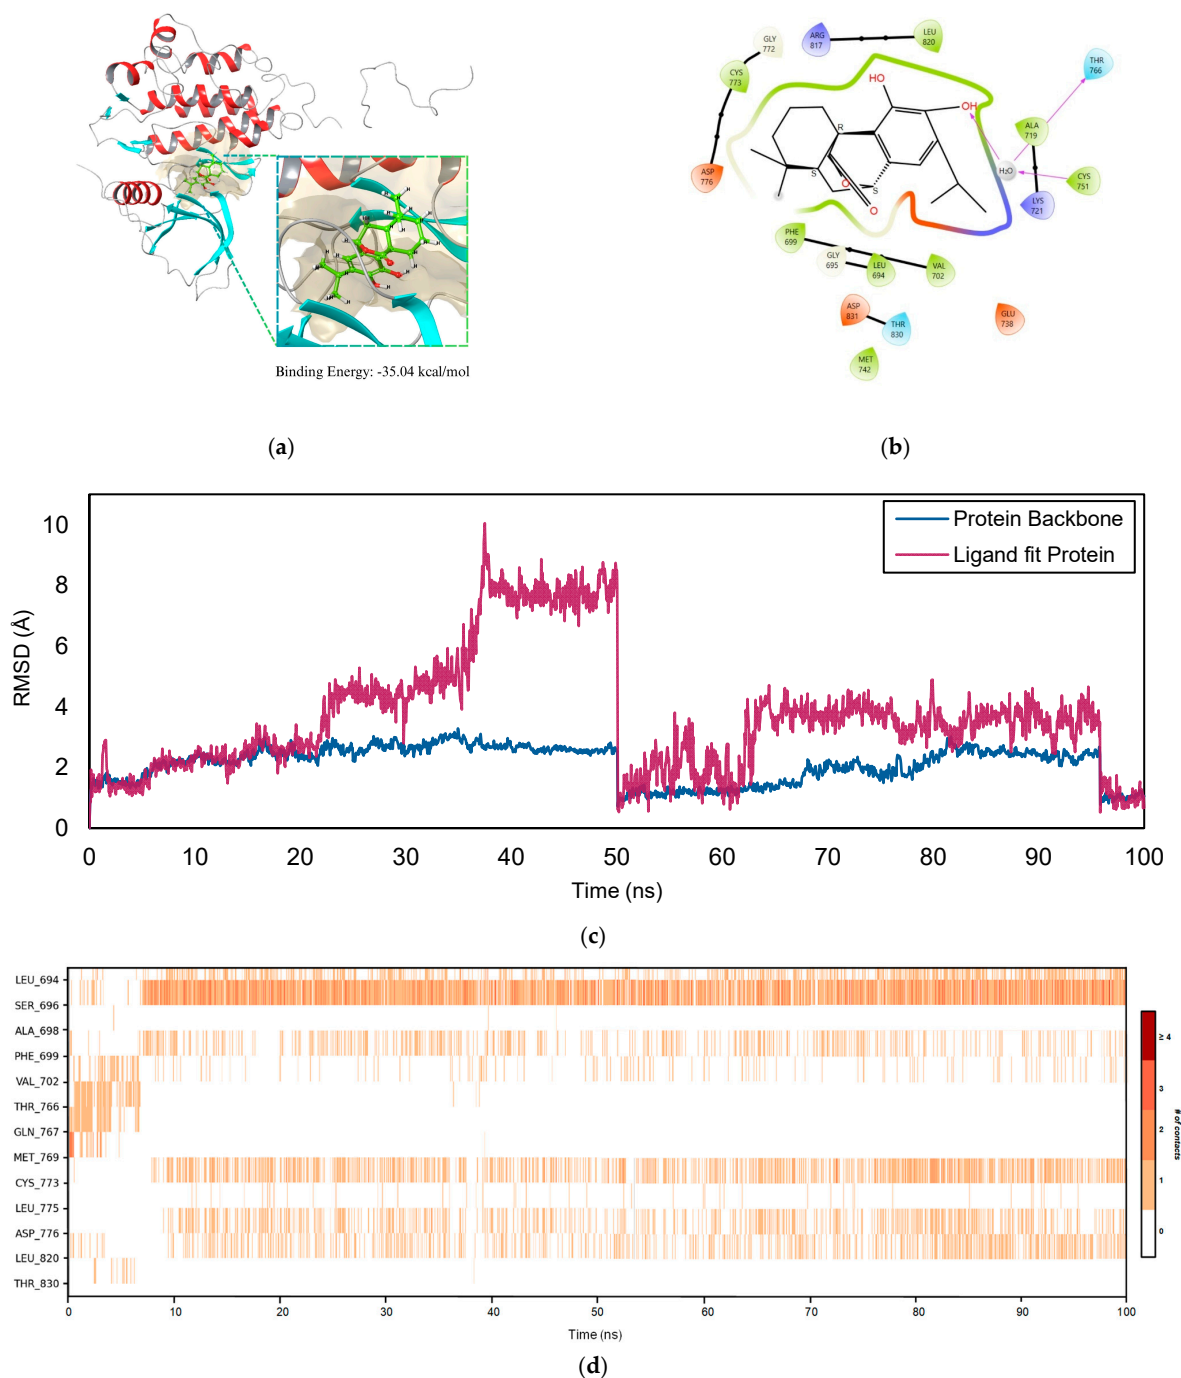 Binding Energy: -35.04 kcal/mol
(a)
GLY
772
ARG
817
LEU
820
CYS
773
THR
766
HO
OH
R
ALA
719
H₂O
ASP
776
S
S
O
O
CYS
751
LYS
721
PHE
699
GLY
695
LEU
694
VAL
702
ASP
831
THR
830
GLU
738
MET
742
(b)
Protein Backbone
Ligand fit Protein
RMSD (Å)
10
8
6
4
2
0
0 10 20 30 40 50 60 70 80 90 100
Time (ns)
(c)
LEU_694
SER_696
ALA_698
PHE_699
VAL_702
THR_766
GLN_767
MET_769
CYS_773
LEU_775
ASP_776
LEU_820
THR_830
0 10 20 30 40 50 60 70 80 90 100
Time (ns)
≥ 4
3
2
1
0
# of contacts
(d)